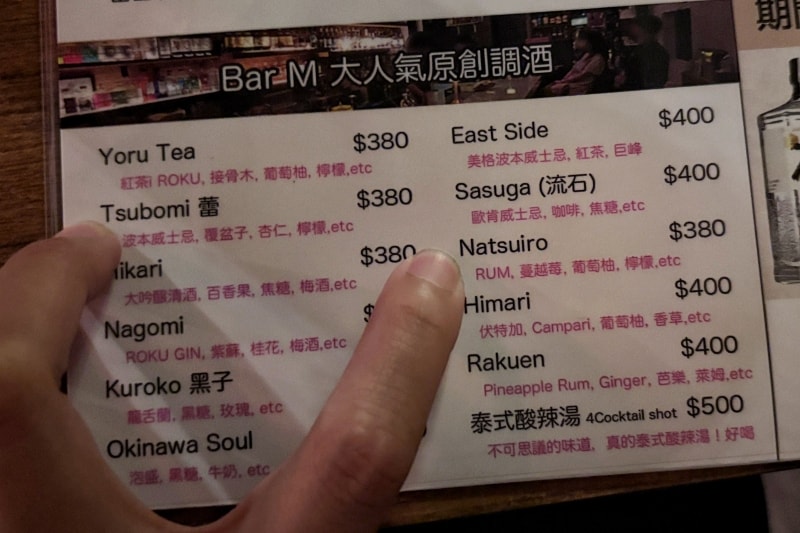 Bar M 大人氣原創調酒
Yoru Tea $380
紅茶i ROKU, 接骨木, 葡萄柚, 檸檬,etc
Tsubomi 蕾 $380
波本威士忌, 覆盆子, 杏仁, 檸檬,etc
Hikari $380
大吟釀清酒, 百香果, 焦糖, 梅酒,etc
Nagomi
ROKU GIN, 紫蘇, 桂花, 梅酒,etc
Kuroko 黑子
龍舌蘭, 黑糖, 玫瑰, etc
Okinawa Soul
泡盛, 黑糖, 牛奶, etc
East Side $400
美格波本威士忌, 紅茶, 巨峰
Sasuga (流石) $400
歐肯威士忌, 咖啡, 焦糖,etc
Natsuiro $380
RUM, 蔓越莓, 葡萄柚, 檸檬,etc
Himari $400
伏特加, Campari, 葡萄柚, 香草,etc
Rakuen $400
Pineapple Rum, Ginger, 芭樂, 萊姆,etc
泰式酸辣湯 4Cocktail shot $500
不可思議的味道, 真的泰式酸辣湯！好喝
期